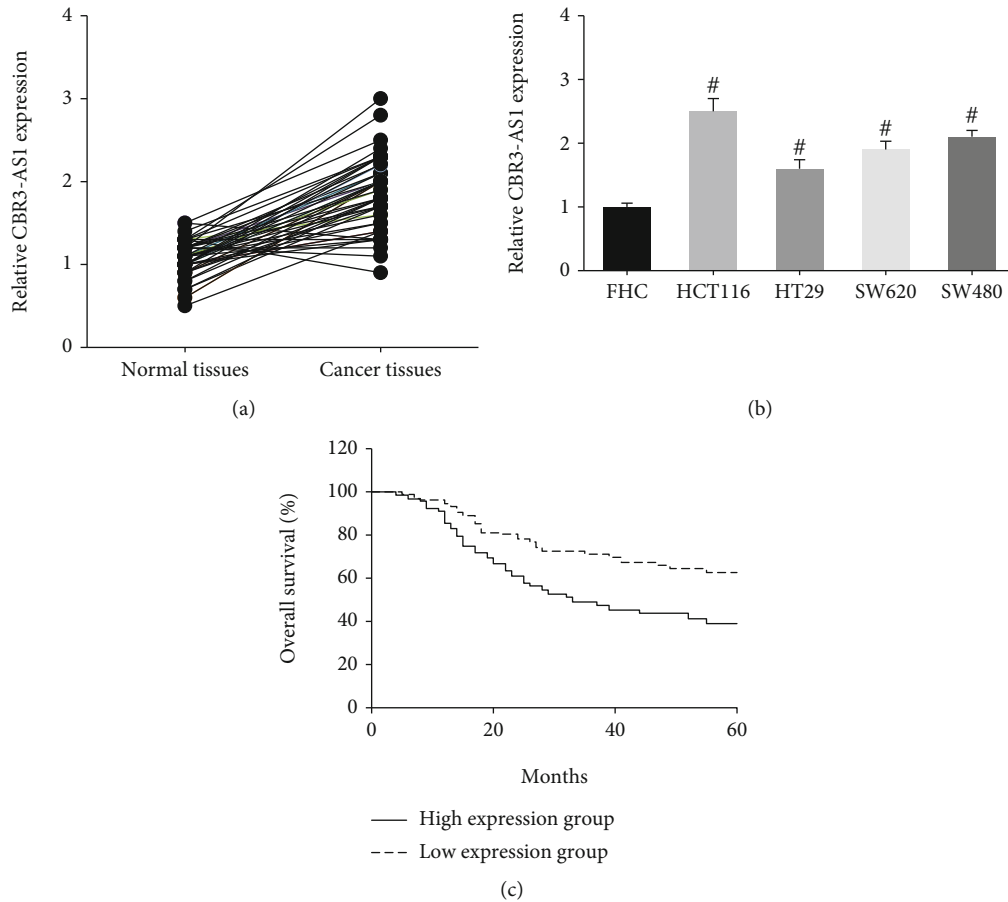 Relative CBR3-AS1 expression
4
3
2
1
0
Normal tissues
Cancer tissues
(a)
Relative CBR3-AS1 expression
4
3
2
1
0
#
#
#
#
FHC
HCT116
HT29
SW620
SW480
(b)
Overall survival (%)
120
100
80
60
40
20
0
0
20
40
60
Months
High expression group
Low expression group
(c)